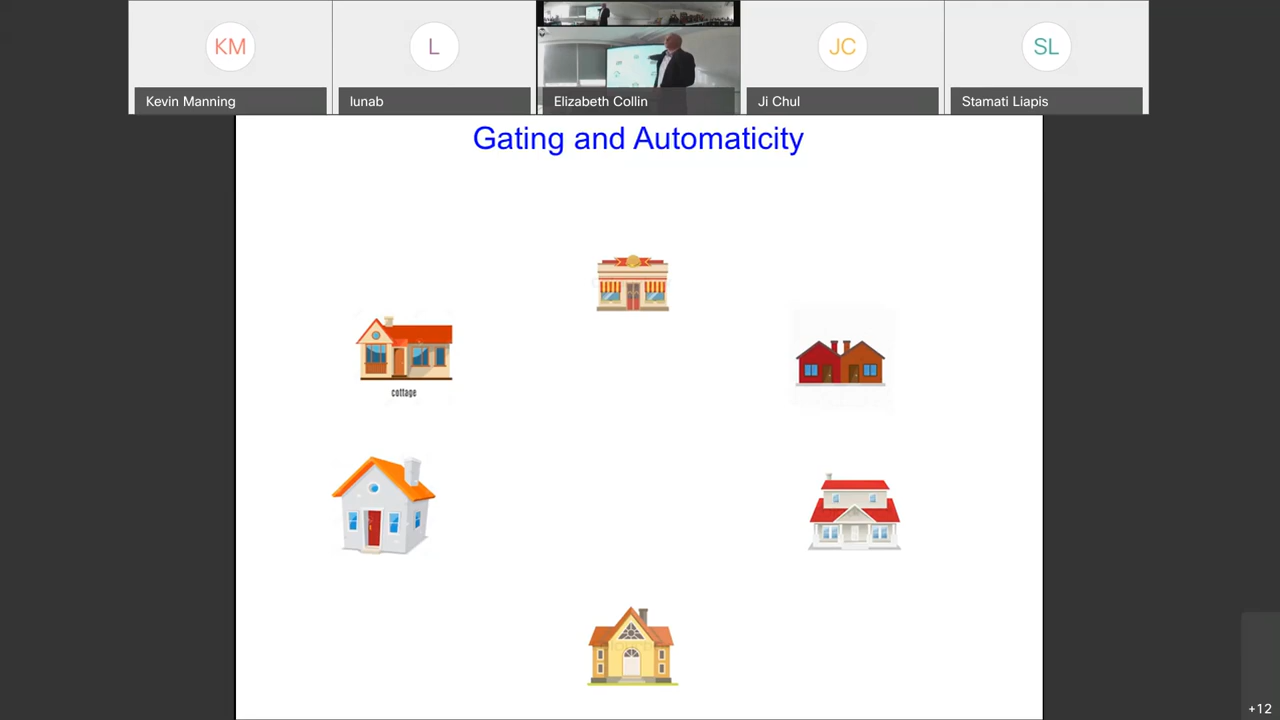 KM
L
JC
SL
Kevin Manning
lunab
Elizabeth Collin
Ji Chul
Stamati Liapis
Gating and Automaticity
cottage
+12